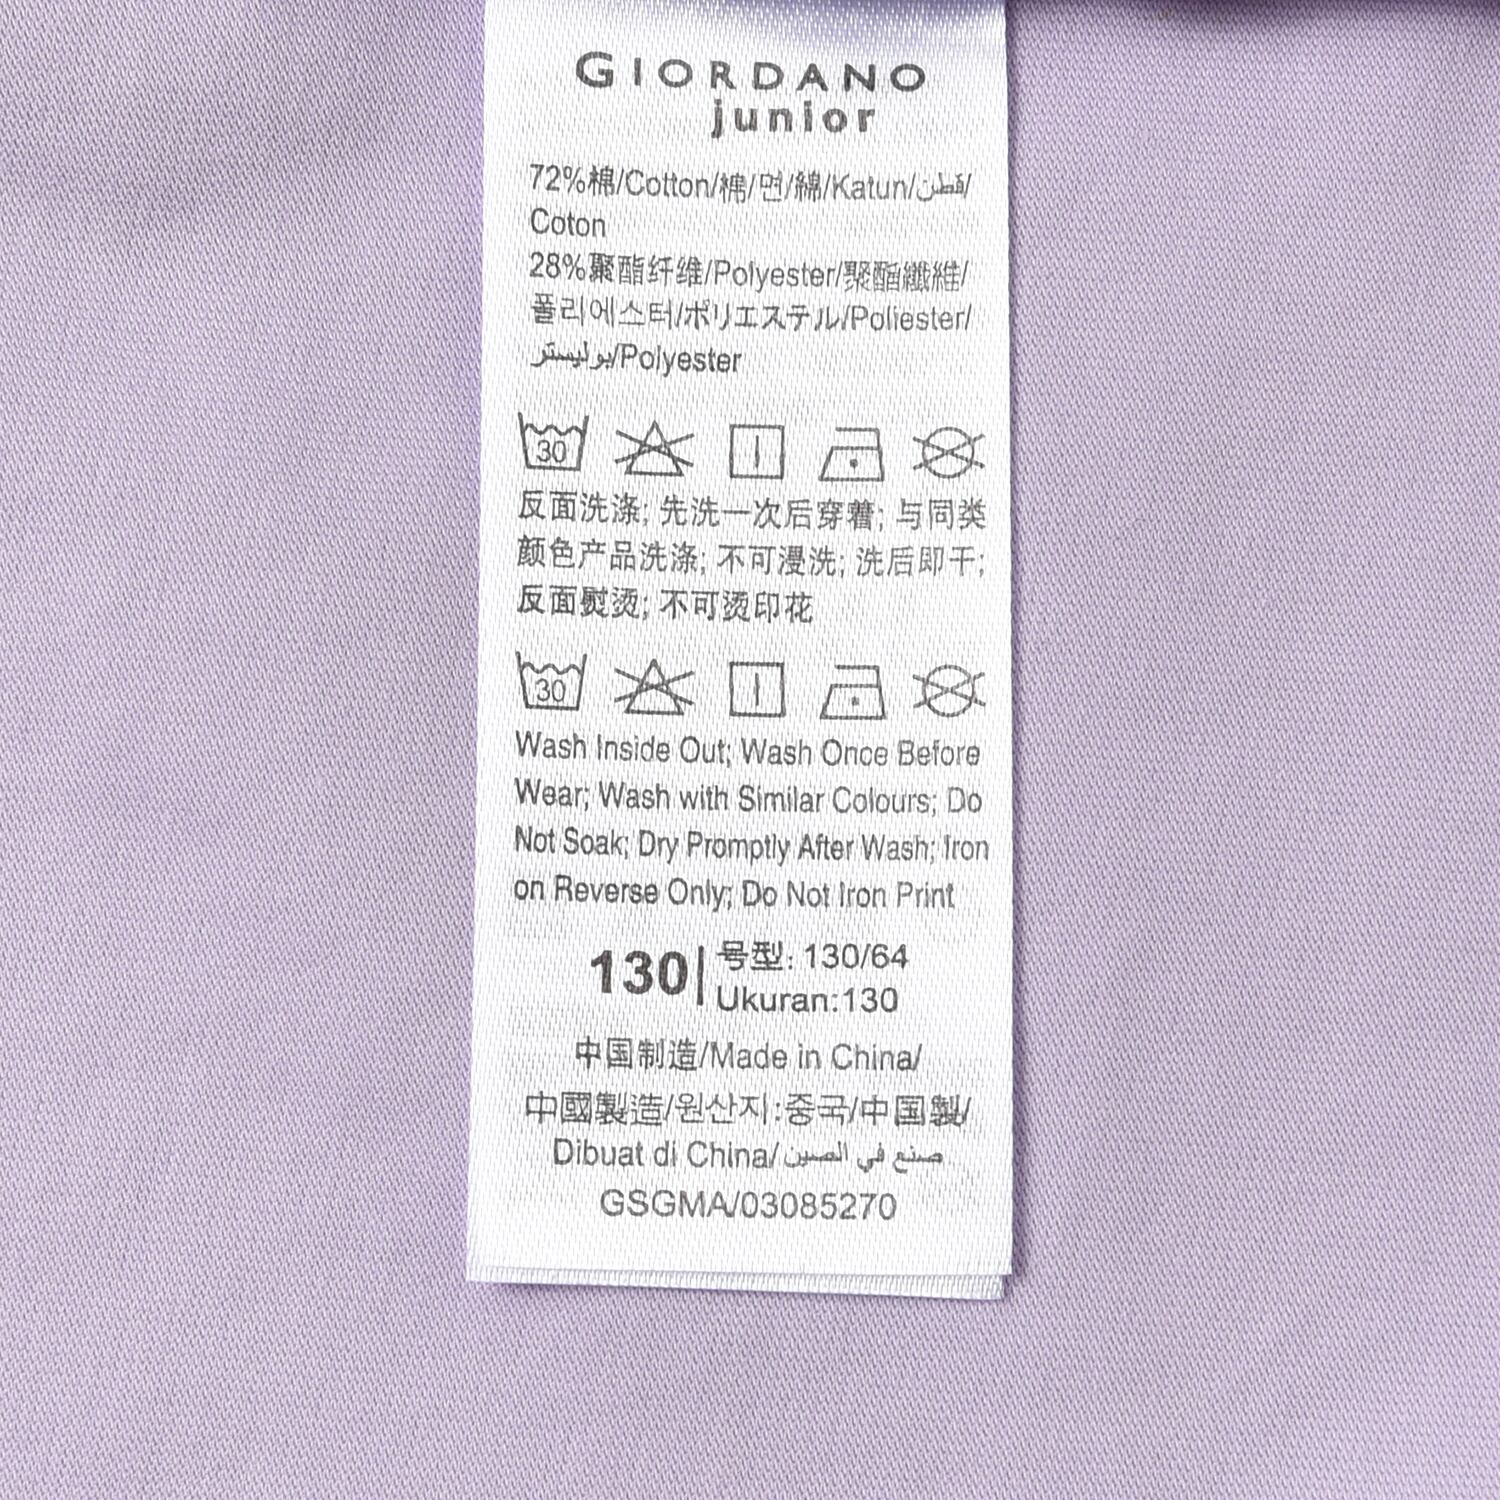 GIORDANO
junior
72%棉/Cotton/棉/면/綿/Katun/قطن/
Coton
28%聚酯纤维/Polyester/聚酯纖維/
폴리에스터/ポリエステル/Poliester/
بوليستر/Polyester
30
反面洗涤; 先洗一次后穿着; 与同类
颜色产品洗涤; 不可浸洗; 洗后即干;
反面熨烫; 不可烫印花
30
Wash Inside Out; Wash Once Before
Wear; Wash with Similar Colours; Do
Not Soak; Dry Promptly After Wash; Iron
on Reverse Only; Do Not Iron Print
130| 号型: 130/64
Ukuran:130
中国制造/Made in China/
中國製造/원산지:중국/中国製/
Dibuat di China/صنع في الصين
GSGMA/03085270